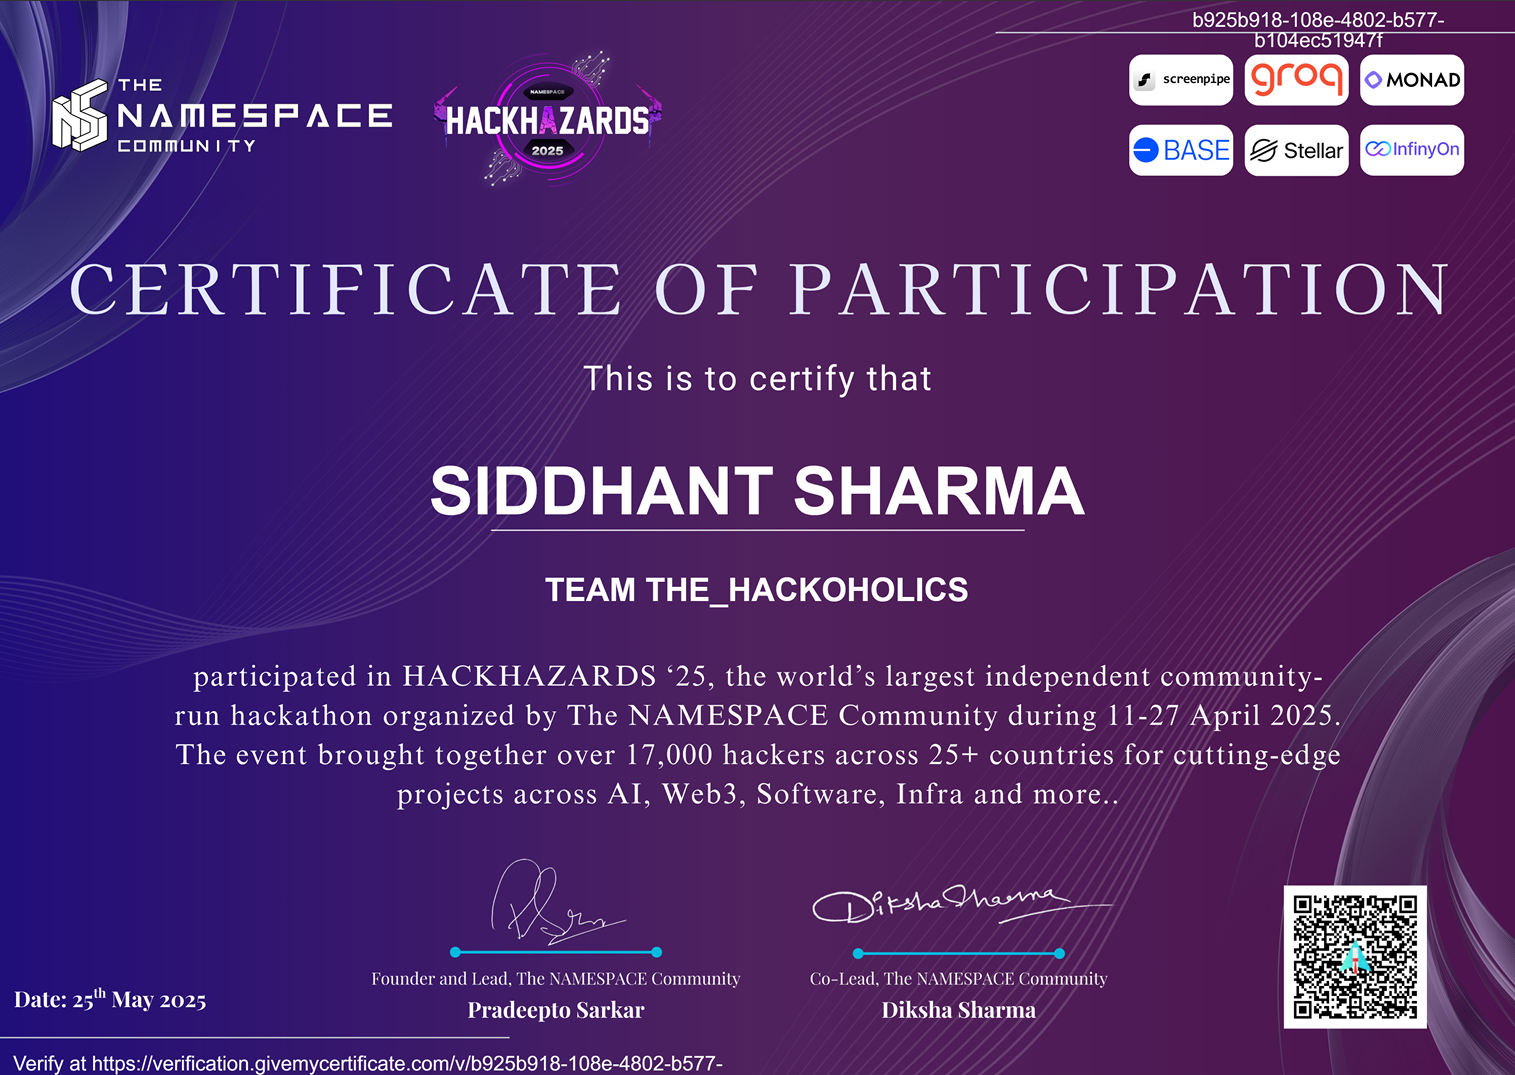 b925b918-108e-4802-b577-
b104ec51947f
THE
NAMESPACE
COMMUNITY
NAMESPACE
HACKHAZARDS
2025
screenpipe
groq
MONAD
BASE
Stellar
InfinyOn
CERTIFICATE OF PARTICIPATION
This is to certify that
SIDDHANT SHARMA
TEAM THE_HACKOHOLICS
participated in HACKHAZARDS ‘25, the world’s largest independent community-
run hackathon organized by The NAMESPACE Community during 11-27 April 2025.
The event brought together over 17,000 hackers across 25+ countries for cutting-edge
projects across AI, Web3, Software, Infra and more..
Diksha Sharma
Founder and Lead, The NAMESPACE Community
Pradeepto Sarkar
Co-Lead, The NAMESPACE Community
Diksha Sharma
Date: 25th May 2025
Verify at https://verification.givemycertificate.com/v/b925b918-108e-4802-b577-